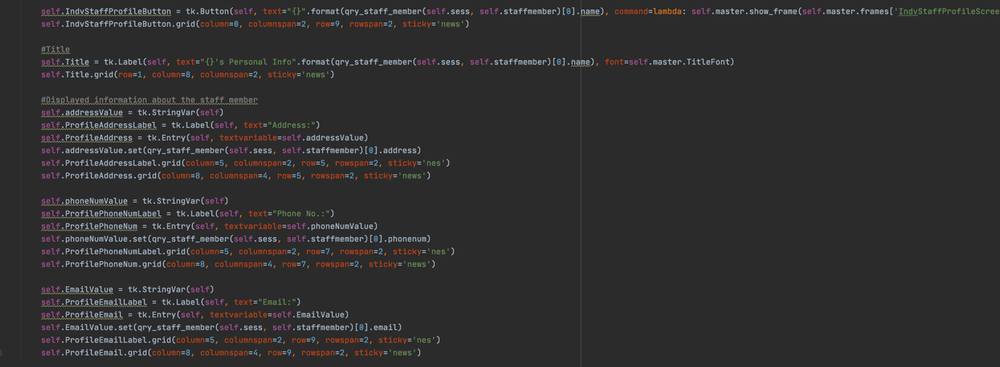 self.IndvStaffProfileButton = tk.Button(self, text="{}".format(qry_staff_member(self.sess, self.staffmember)[0].name), command=lambda: self.master.show_frame(self.master.frames['IndvStaffProfileScree
self.IndvStaffProfileButton.grid(column=0, columnspan=2, row=9, rowspan=2, sticky='news')
#Title
self.Title = tk.Label(self, text="{}'s Personal Info".format(qry_staff_member(self.sess, self.staffmember)[0].name), font=self.master.TitleFont)
self.Title.grid(row=1, column=8, columnspan=2, sticky='news')
#Displayed information about the staff member
self.addressValue = tk.StringVar(self)
self.ProfileAddressLabel = tk.Label(self, text="Address:")
self.ProfileAddress = tk.Entry(self, textvariable=self.addressValue)
self.addressValue.set(qry_staff_member(self.sess, self.staffmember)[0].address)
self.ProfileAddressLabel.grid(column=5, columnspan=2, row=5, rowspan=2, sticky='nes')
self.ProfileAddress.grid(column=8, columnspan=4, row=5, rowspan=2, sticky='news')
self.phoneNumValue = tk.StringVar(self)
self.ProfilePhoneNumLabel = tk.Label(self, text="Phone No.:")
self.ProfilePhoneNum = tk.Entry(self, textvariable=self.phoneNumValue)
self.phoneNumValue.set(qry_staff_member(self.sess, self.staffmember)[0].phonenum)
self.ProfilePhoneNumLabel.grid(column=5, columnspan=2, row=7, rowspan=2, sticky='nes')
self.ProfilePhoneNum.grid(column=8, columnspan=4, row=7, rowspan=2, sticky='news')
self.EmailValue = tk.StringVar(self)
self.ProfileEmailLabel = tk.Label(self, text="Email:")
self.ProfileEmail = tk.Entry(self, textvariable=self.EmailValue)
self.EmailValue.set(qry_staff_member(self.sess, self.staffmember)[0].email)
self.ProfileEmailLabel.grid(column=5, columnspan=2, row=9, rowspan=2, sticky='nes')
self.ProfileEmail.grid(column=8, columnspan=4, row=9, rowspan=2, sticky='news')